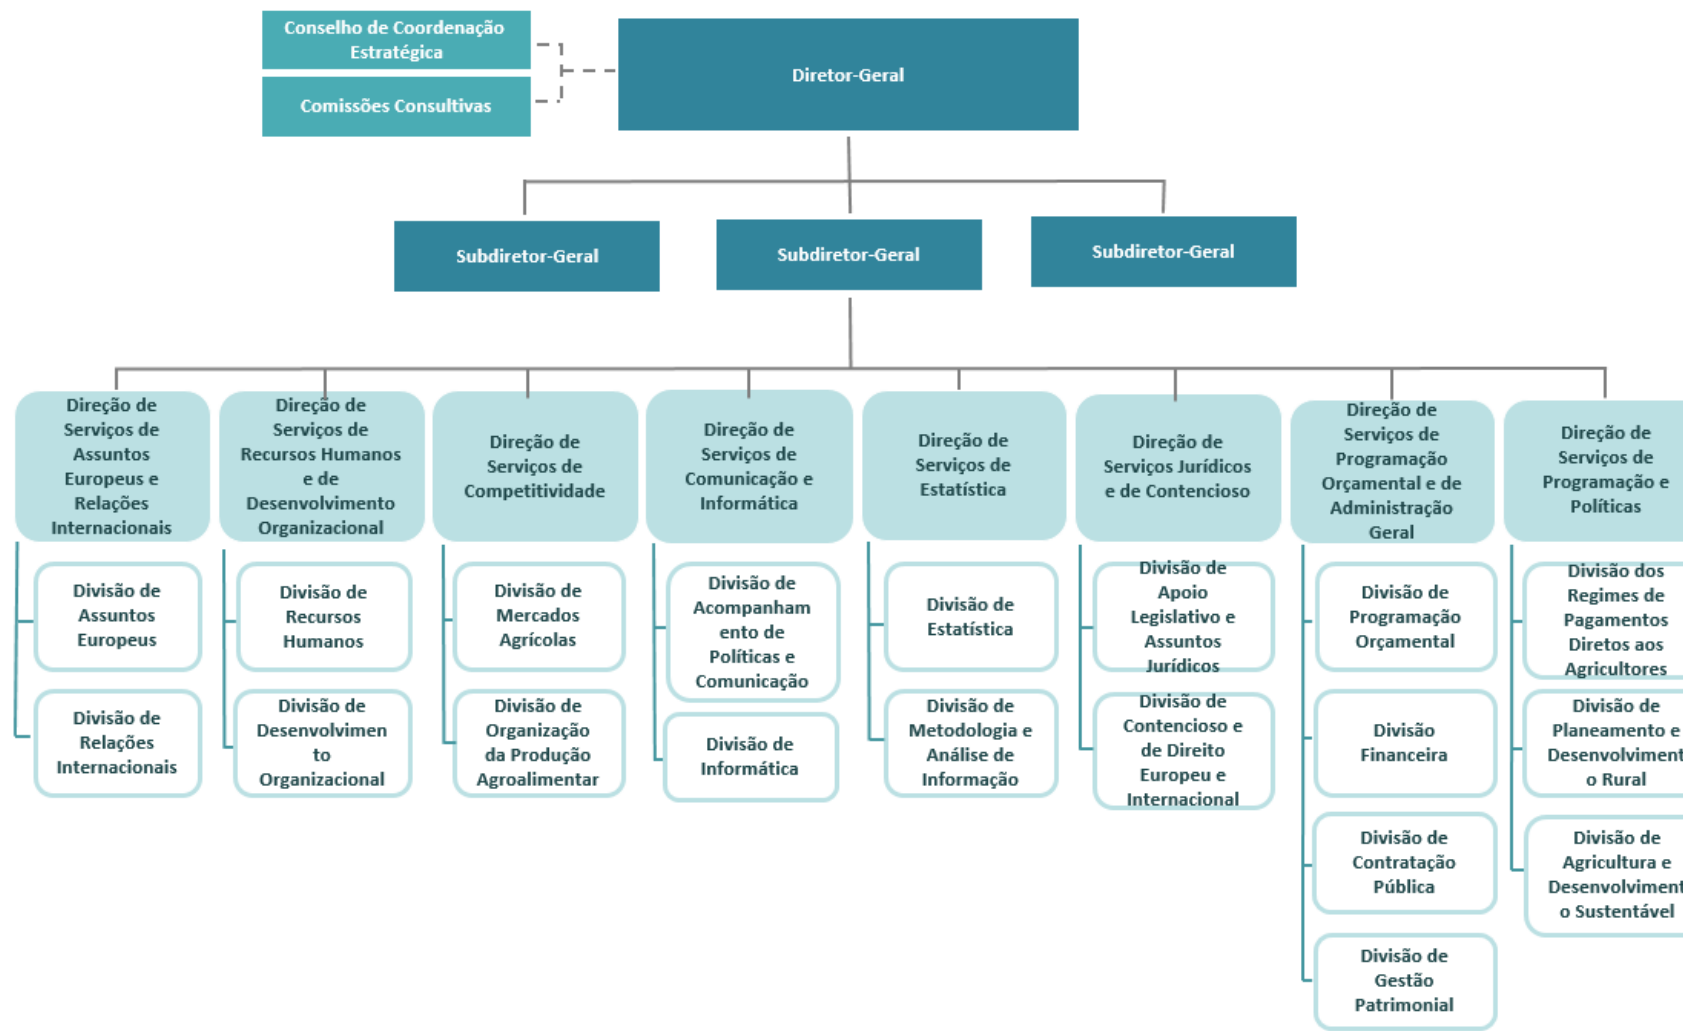 Conselho de Coordenação
Estratégica
Comissões Consultivas
Diretor-Geral
Subdiretor-Geral
Subdiretor-Geral
Subdiretor-Geral
Direção de
Serviços de
Assuntos
Europeus e
Relações
Internacionais
Direção de
Serviços de
Recursos Humanos
e de
Desenvolvimento
Organizacional
Direção de
Serviços de
Competitividade
Direção de
Serviços de
Comunicação e
Informática
Direção de
Serviços de
Estatística
Direção de
Serviços Jurídicos
e de Contencioso
Direção de
Serviços de
Programação
Orçamental e de
Administração
Geral
Direção de
Serviços de
Programação e
Políticas
Divisão de
Assuntos
Europeus
Divisão de
Relações
Internacionais
Divisão de
Recursos
Humanos
Divisão de
Desenvolvimen
to
Organizacional
Divisão de
Mercados
Agrícolas
Divisão de
Organização
da Produção
Agroalimentar
Divisão de
Acompanham
ento de
Políticas e
Comunicação
Divisão de
Informática
Divisão de
Estatística
Divisão de
Metodologia e
Análise de
Informação
Divisão de
Apoio
Legislativo e
Assuntos
Jurídicos
Divisão de
Contencioso e
de Direito
Europeu e
Internacional
Divisão de
Programação
Orçamental
Divisão
Financeira
Divisão de
Contratação
Pública
Divisão de
Gestão
Patrimonial
Divisão dos
Regimes de
Pagamentos
Diretos aos
Agricultores
Divisão de
Planeamento e
Desenvolviment
o Rural
Divisão de
Agricultura e
Desenvolviment
o Sustentável